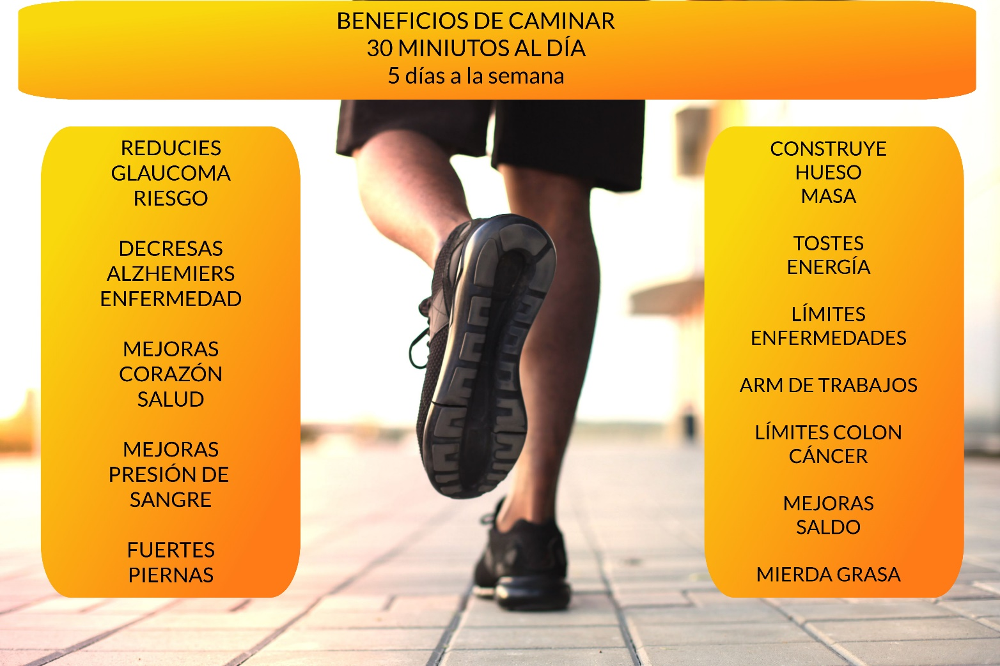 BENEFICIOS DE CAMINAR
30 MINIUTOS AL DÍA
5 días a la semana
REDUCIES
GLAUCOMA
RIESGO
DECRESAS
ALZHEMIERS
ENFERMEDAD
MEJORAS
CORAZÓN
SALUD
MEJORAS
PRESIÓN DE
SANGRE
FUERTES
PIERNAS
CONSTRUYE
HUESO
MASA
TOSTES
ENERGÍA
LÍMITES
ENFERMEDADES
ARM DE TRABAJOS
LÍMITES COLON
CÁNCER
MEJORAS
SALDO
MIERDA GRASA